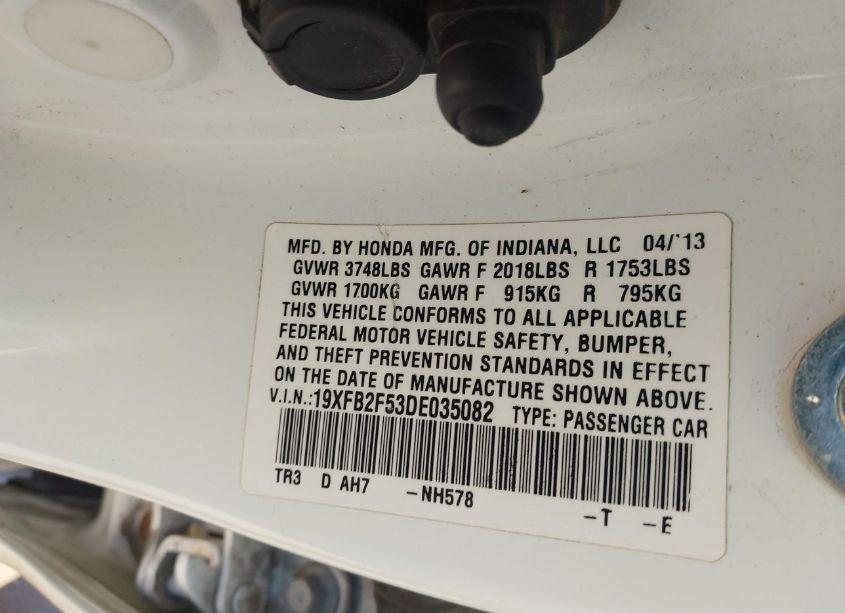 MFD. BY HONDA MFG. OF INDIANA, LLC 04/'13
GVWR 3748LBS GAWR F 2018LBS R 1753LBS
GVWR 1700KG GAWR F 915KG R 795KG
THIS VEHICLE CONFORMS TO ALL APPLICABLE
FEDERAL MOTOR VEHICLE SAFETY, BUMPER,
AND THEFT PREVENTION STANDARDS IN EFFECT
ON THE DATE OF MANUFACTURE SHOWN ABOVE.
V.I.N.:19XFB2F53DE035082 TYPE: PASSENGER CAR
TR3 D AH7 -NH578 -T -E